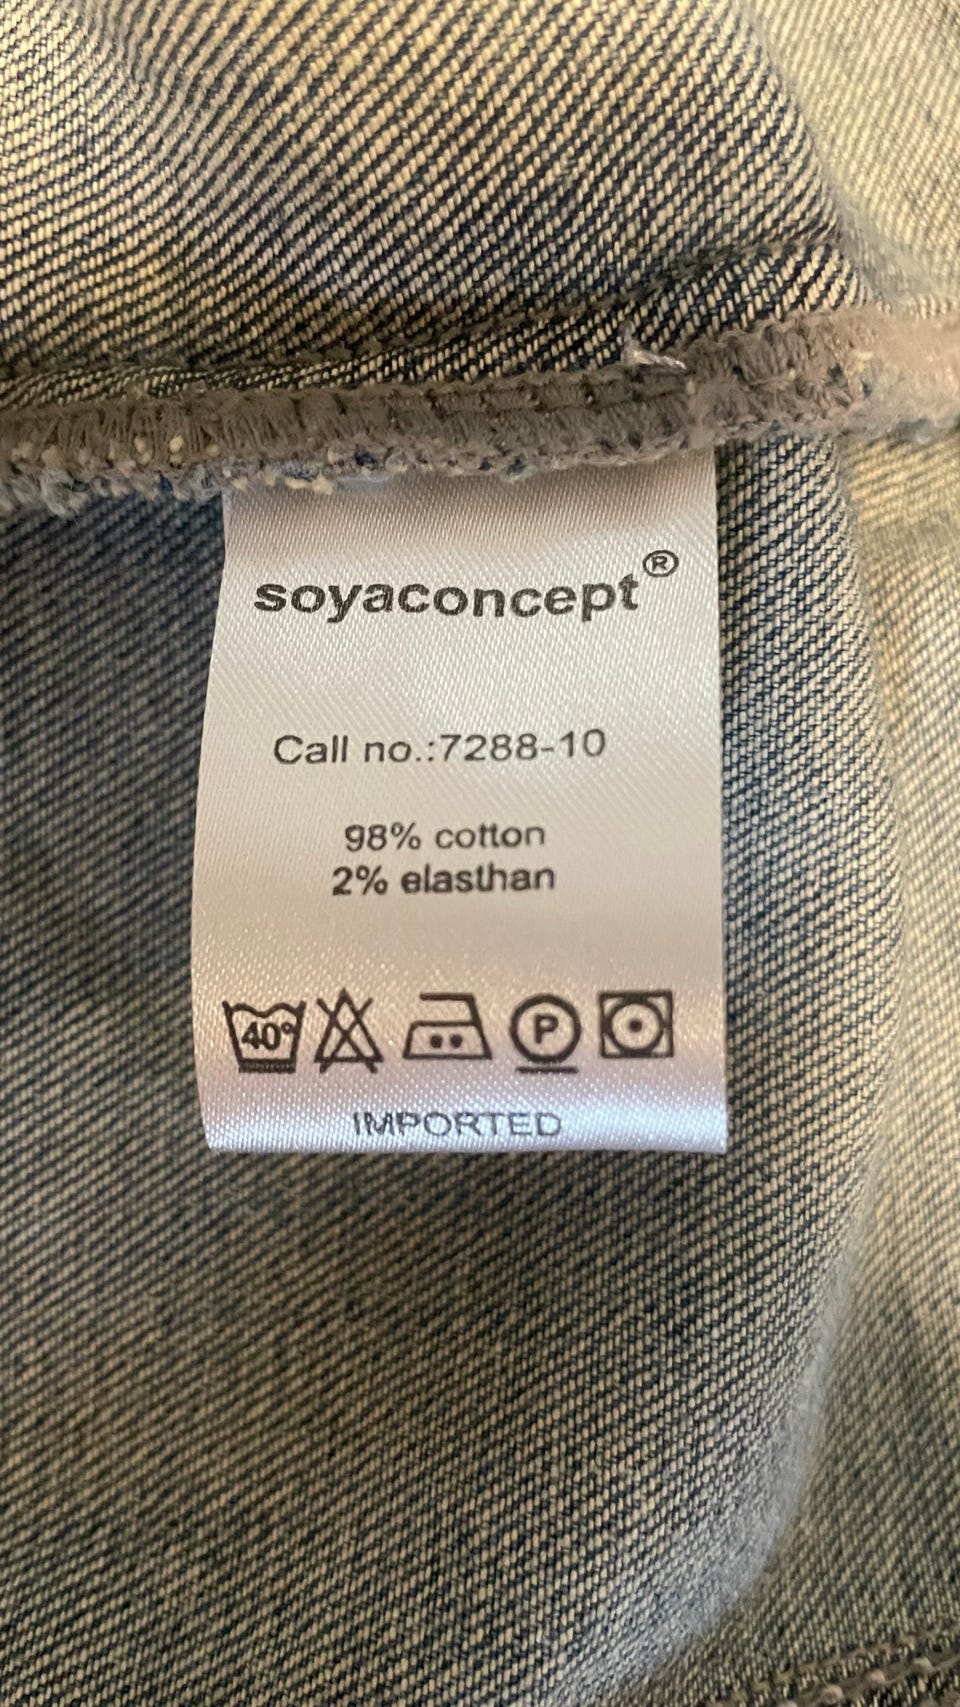 soyaconcept®
Call no.:7288-10
98% cotton
2% elasthan
40° P
IMPORTED